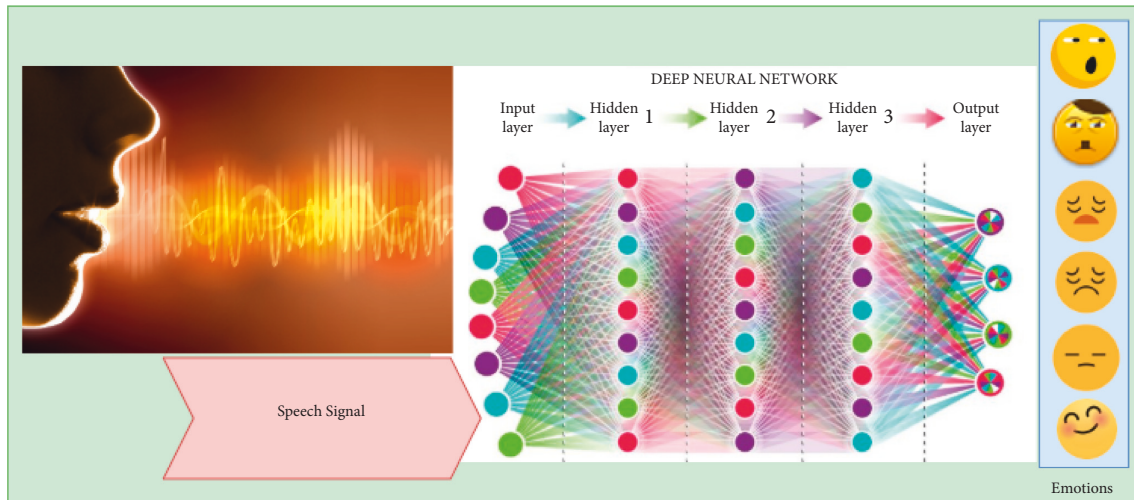 DEEP NEURAL NETWORK
Input layer
Hidden layer 1
Hidden layer 2
Hidden layer 3
Output layer
Speech Signal
Emotions